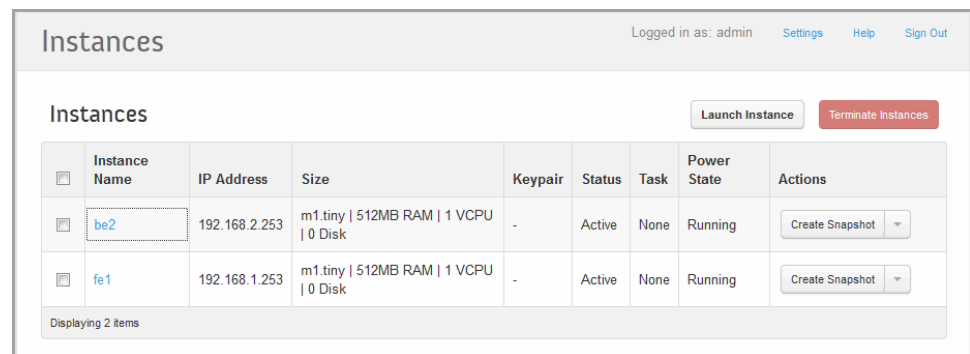 Instances
Logged in as: admin Settings Help Sign Out
Instances
Launch Instance Terminate Instances
Instance Name IP Address Size Keypair Status Task Power State Actions
be2 192.168.2.253 m1.tiny | 512MB RAM | 1 VCPU | 0 Disk - Active None Running Create Snapshot
fe1 192.168.1.253 m1.tiny | 512MB RAM | 1 VCPU | 0 Disk - Active None Running Create Snapshot
Displaying 2 items